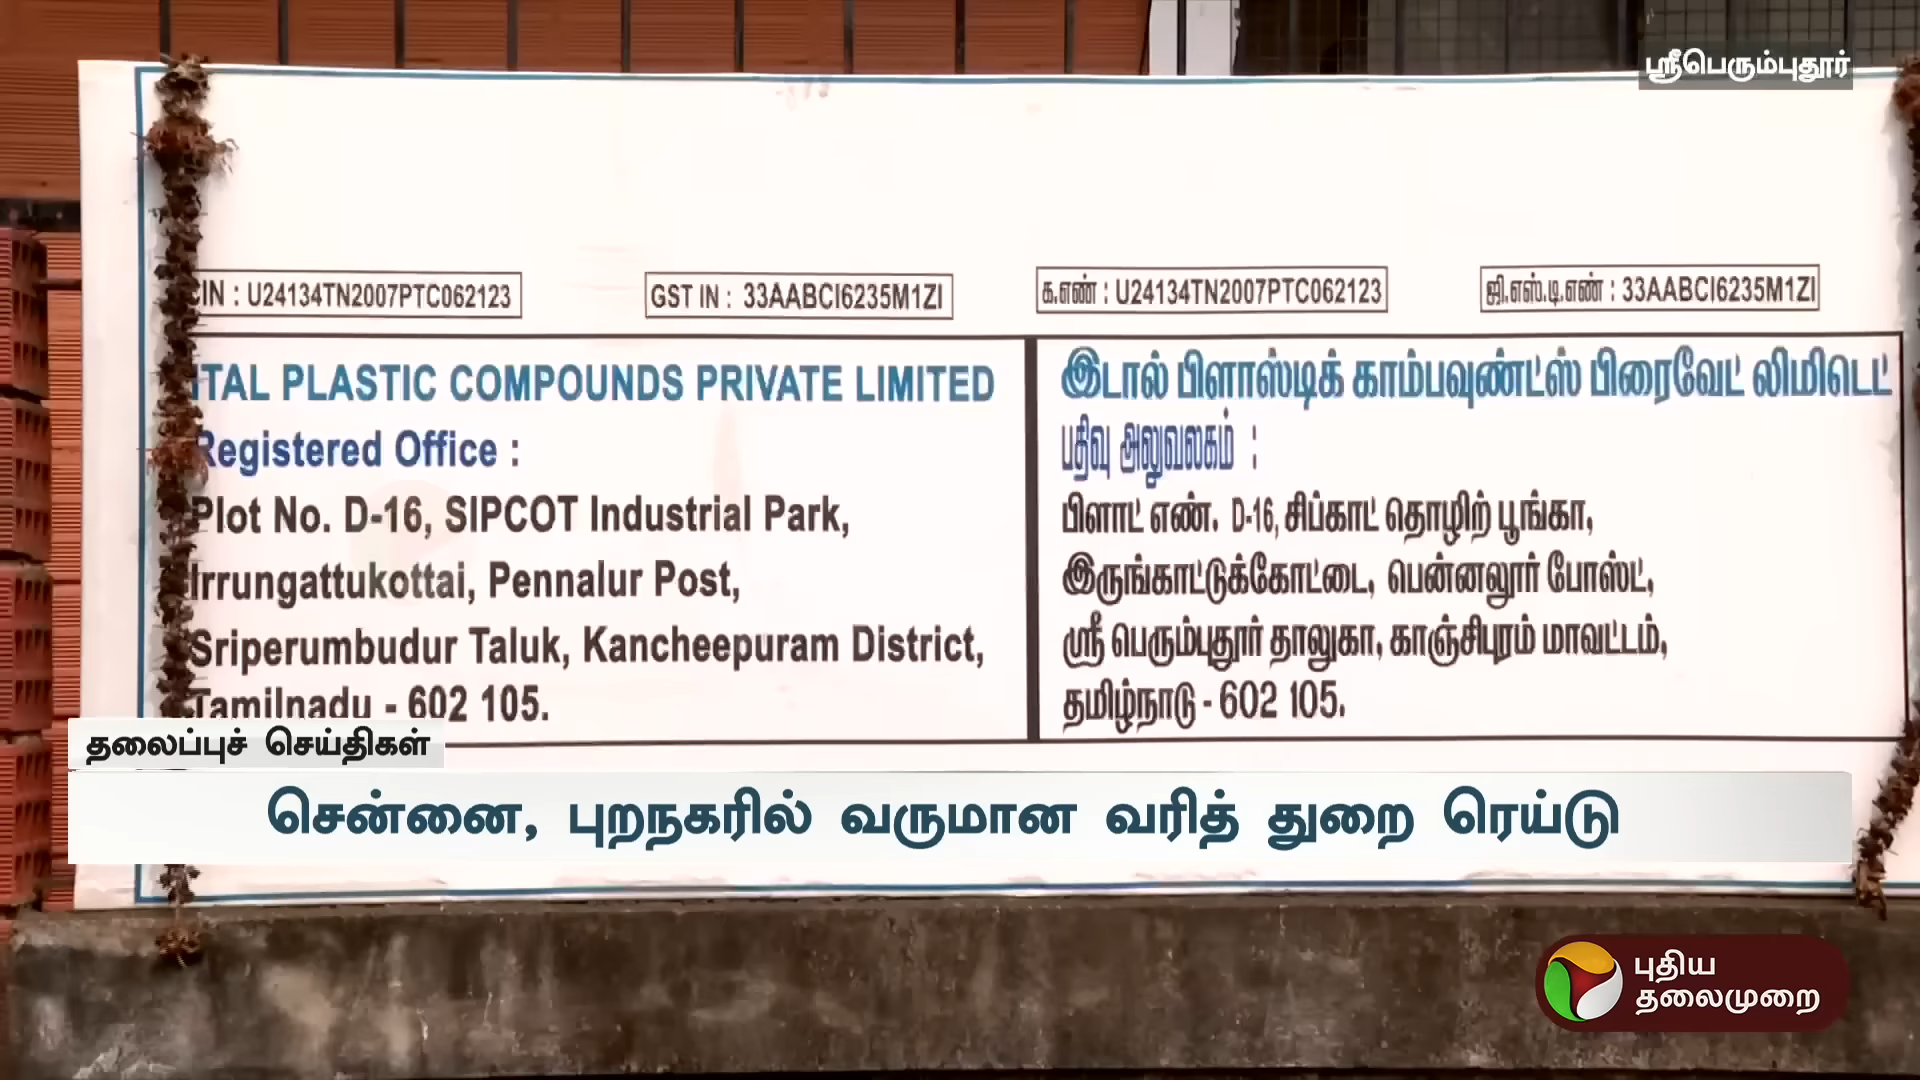 ஸ்ரீபெரும்புதூர்
CIN : U24134TN2007PTC062123
GST IN : 33AABCI6235M1ZI
க.எண் : U24134TN2007PTC062123
ஜி.எஸ்.டி.எண் : 33AABCI6235M1ZI
ITAL PLASTIC COMPOUNDS PRIVATE LIMITED
Registered Office :
Plot No. D-16, SIPCOT Industrial Park,
Irrungattukottai, Pennalur Post,
Sriperumbudur Taluk, Kancheepuram District,
Tamilnadu - 602 105.
இடால் பிளாஸ்டிக் காம்பவுண்ட்ஸ் பிரைவேட் லிமிடெட்
பதிவு அலுவலகம் :
பிளாட் எண். D-16, சிப்காட் தொழிற் பூங்கா,
இருங்காட்டுக்கோட்டை, பென்னலூர் போஸ்ட்,
ஸ்ரீ பெரும்புதூர் தாலுகா, காஞ்சிபுரம் மாவட்டம்,
தமிழ்நாடு - 602 105.
தலைப்புச் செய்திகள்
சென்னை, புறநகரில் வருமான வரித் துறை ரெய்டு
புதிய
தலைமுறை